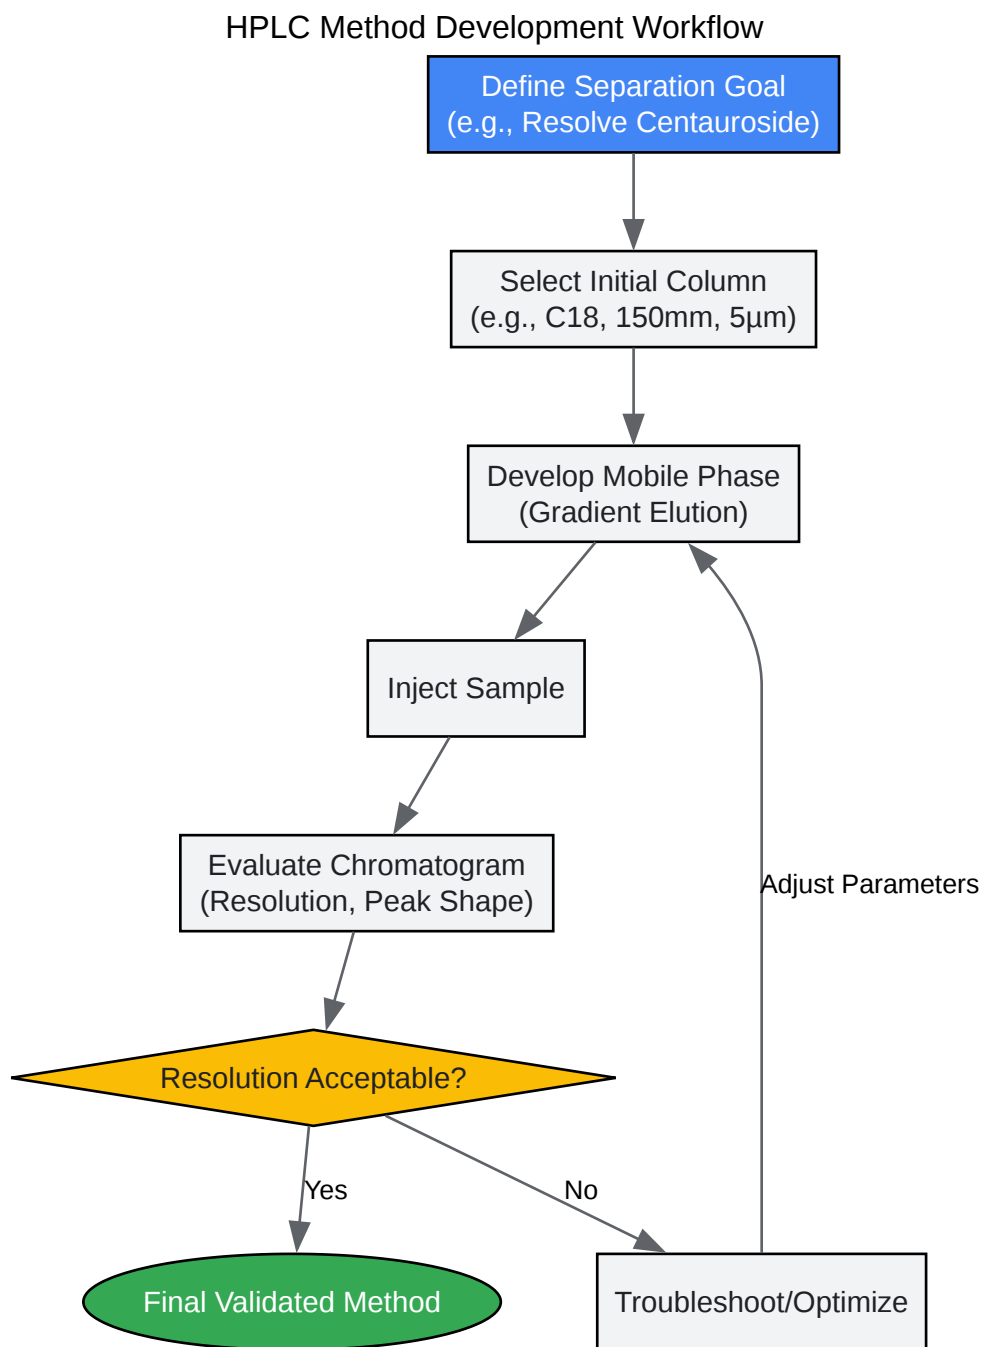 HPLC Method Development Workflow
Define Separation Goal
(e.g., Resolve Centauroside)
Select Initial Column
(e.g., C18, 150mm, 5µm)
Develop Mobile Phase
(Gradient Elution)
Inject Sample
Evaluate Chromatogram
(Resolution, Peak Shape)
Adjust Parameters
Resolution Acceptable?
Yes
No
Final Validated Method
Troubleshoot/Optimize